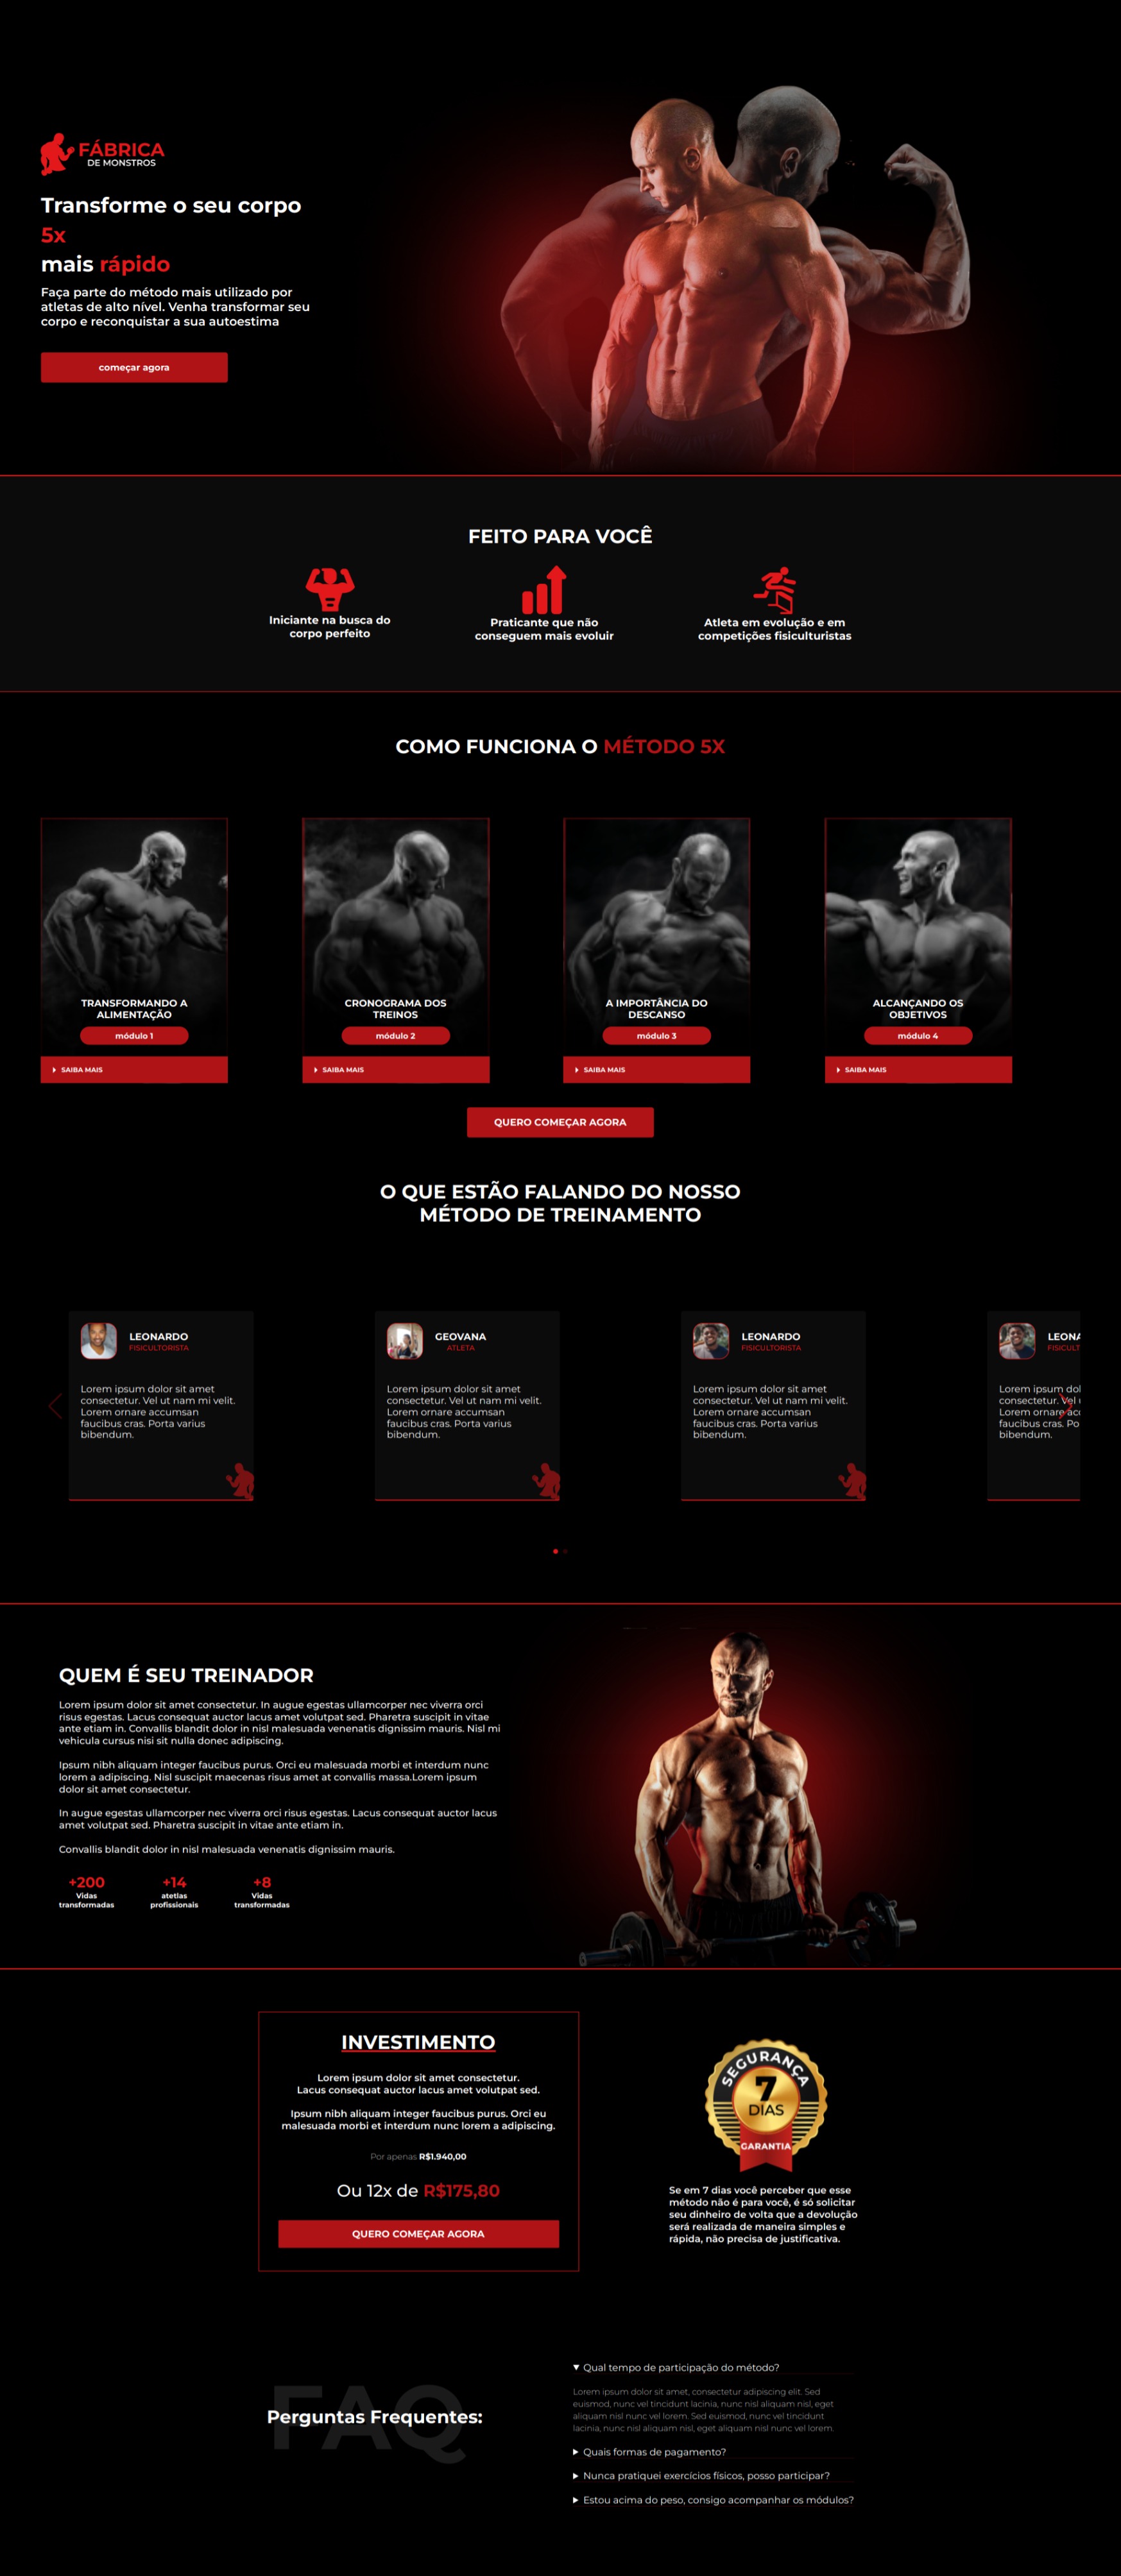 FÁBRICA
DE MONSTROS
Transforme o seu corpo
5x
mais rápido
Faça parte do método mais utilizado por
atletas de alto nível. Venha transformar seu
corpo e reconquistar a sua autoestima
começar agora
FEITO PARA VOCÊ
Iniciante na busca do
corpo perfeito
Praticante que não
conseguem mais evoluir
Atleta em evolução e em
competições fisiculturistas
COMO FUNCIONA O MÉTODO 5X
TRANSFORMANDO A
ALIMENTAÇÃO
módulo 1
SAIBA MAIS
CRONOGRAMA DOS
TREINOS
módulo 2
SAIBA MAIS
A IMPORTÂNCIA DO
DESCANSO
módulo 3
SAIBA MAIS
ALCANÇANDO OS
OBJETIVOS
módulo 4
SAIBA MAIS
QUERO COMEÇAR AGORA
O QUE ESTÃO FALANDO DO NOSSO
MÉTODO DE TREINAMENTO
LEONARDO
FISICULTORISTA
Lorem ipsum dolor sit amet
consectetur. Vel ut nam mi velit.
Lorem ornare accumsan
faucibus cras. Porta varius
bibendum.
GEOVANA
ATLETA
Lorem ipsum dolor sit amet
consectetur. Vel ut nam mi velit.
Lorem ornare accumsan
faucibus cras. Porta varius
bibendum.
LEONARDO
FISICULTORISTA
Lorem ipsum dolor sit amet
consectetur. Vel ut nam mi velit.
Lorem ornare accumsan
faucibus cras. Porta varius
bibendum.
LEONA
FISICULT
Lorem ipsum dol
consectetur. Vel
Lorem ornare acc
faucibus cras. Po
bibendum.
QUEM É SEU TREINADOR
Lorem ipsum dolor sit amet consectetur. In augue egestas ullamcorper nec viverra orci
risus egestas. Lacus consequat auctor lacus amet volutpat sed. Pharetra suscipit in vitae
ante etiam in. Convallis blandit dolor in nisl malesuada venenatis dignissim mauris. Nisl mi
vehicula cursus nisi sit nulla donec adipiscing.
Ipsum nibh aliquam integer faucibus purus. Orci eu malesuada morbi et interdum nunc
lorem a adipiscing. Nisl suscipit maecenas risus amet at convallis massa.Lorem ipsum
dolor sit amet consectetur.
In augue egestas ullamcorper nec viverra orci risus egestas. Lacus consequat auctor lacus
amet volutpat sed. Pharetra suscipit in vitae ante etiam in.
Convallis blandit dolor in nisl malesuada venenatis dignissim mauris.
+200
Vidas
transformadas
+14
atetlas
profissionais
+8
Vidas
transformadas
INVESTIMENTO
Lorem ipsum dolor sit amet consectetur.
Lacus consequat auctor lacus amet volutpat sed.
Ipsum nibh aliquam integer faucibus purus. Orci eu
malesuada morbi et interdum nunc lorem a adipiscing.
Por apenas R$1.940,00
Ou 12x de R$175,80
QUERO COMEÇAR AGORA
SEGURANÇA
7
DIAS
GARANTIA
Se em 7 dias você perceber que esse
método não é para você, é só solicitar
seu dinheiro de volta que a devolução
será realizada de maneira simples e
rápida, não precisa de justificativa.
FAQ
Perguntas Frequentes:
Qual tempo de participação do método?
Lorem ipsum dolor sit amet, consectetur adipiscing elit. Sed
euismod, nunc vel tincidunt lacinia, nunc nisl aliquam nisl, eget
aliquam nisl nunc vel lorem. Sed euismod, nunc vel tincidunt
lacinia, nunc nisl aliquam nisl, eget aliquam nisl nunc vel lorem.
Quais formas de pagamento?
Nunca pratiquei exercícios físicos, posso participar?
Estou acima do peso, consigo acompanhar os módulos?